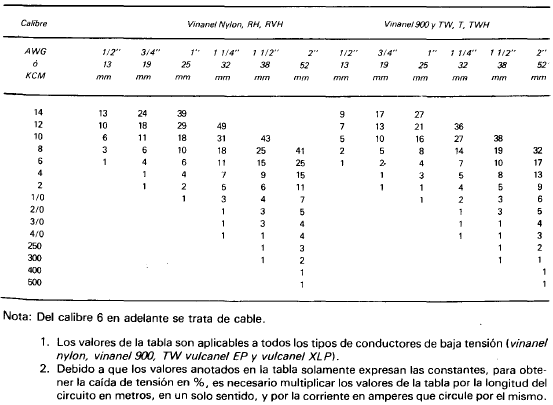 Calibre Vinanel Nylon, RH, RVH Vinanel 900 y TW, T, TWH
AWG 1/2'' 3/4'' 1'' 1 1/4'' 1 1/2'' 2'' 1/2'' 3/4'' 1'' 1 1/4'' 1 1/2'' 2''
ó 13 19 25 32 38 52 13 19 25 32 38 52
KCM mm mm mm mm mm mm mm mm mm mm mm mm
14 13 24 39 9 17 27
12 10 18 29 49 7 13 21 36
10 6 11 18 31 43 5 10 16 27 38
8 3 6 10 18 25 41 2 5 8 14 19 32
6 1 4 6 11 15 25 1 2- 4 7 10 17
4 1 4 7 9 15 1 3 5 8 13
2 1 2 5 6 11 1 1 4 5 9
1/0 1 3 4 7 1 2 3 6
2/0 1 3 5 1 3 5
3/0 1 3 4 1 1 4
4/0 1 1 4 1 1 3
250 1 3 1 2
300 1 2 1 1
400 1 1
500 1 1
Nota: Del calibre 6 en adelante se trata de cable.
1. Los valores de la tabla son aplicables a todos los tipos de conductores de baja tensión (vinanel
nylon, vinanel 900, TW vulcanel EP y vulcanel XLP).
2. Debido a que los valores anotados en la tabla solamente expresan las constantes, para obte-
ner la caída de tensión en %, es necesario multiplicar los valores de la tabla por la longitud del
circuito en metros, en un solo sentido, y por la corriente en amperes que circule por el mismo.